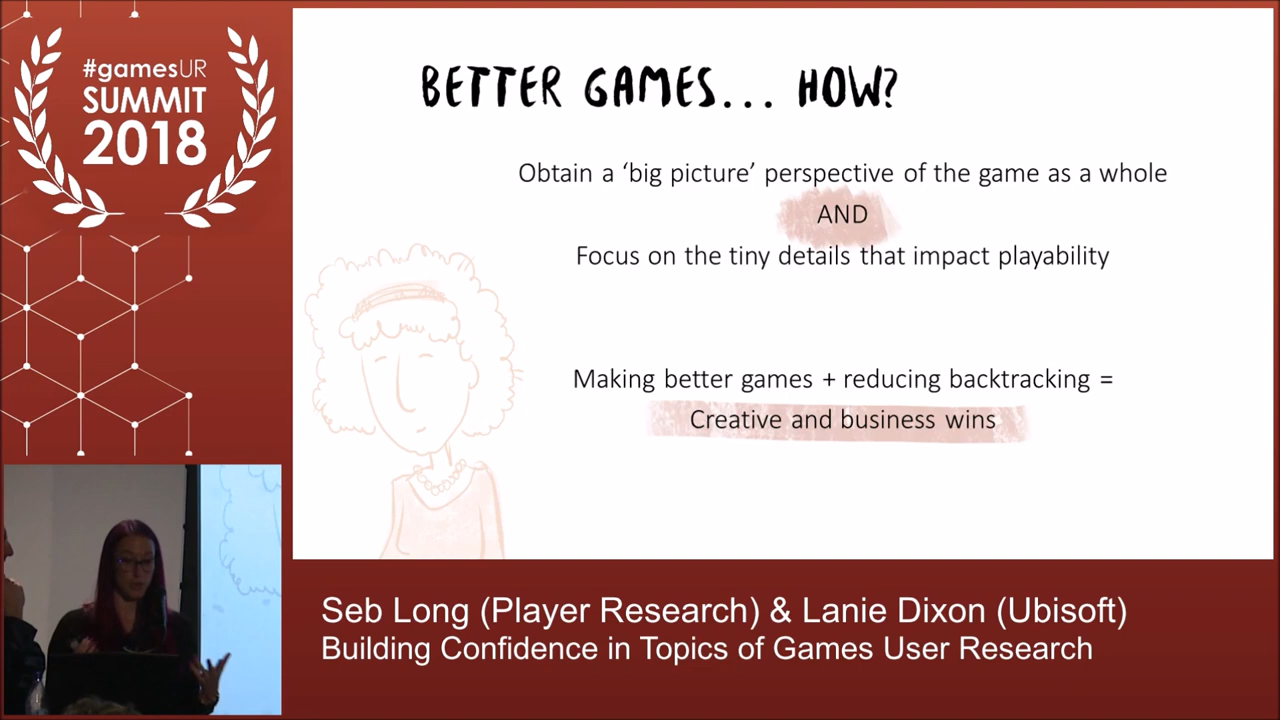 #gamesUR
SUMMIT
2018
BETTER GAMES... HOW?
Obtain a ‘big picture’ perspective of the game as a whole
AND
Focus on the tiny details that impact playability
Making better games + reducing backtracking =
Creative and business wins
Seb Long (Player Research) & Lanie Dixon (Ubisoft)
Building Confidence in Topics of Games User Research